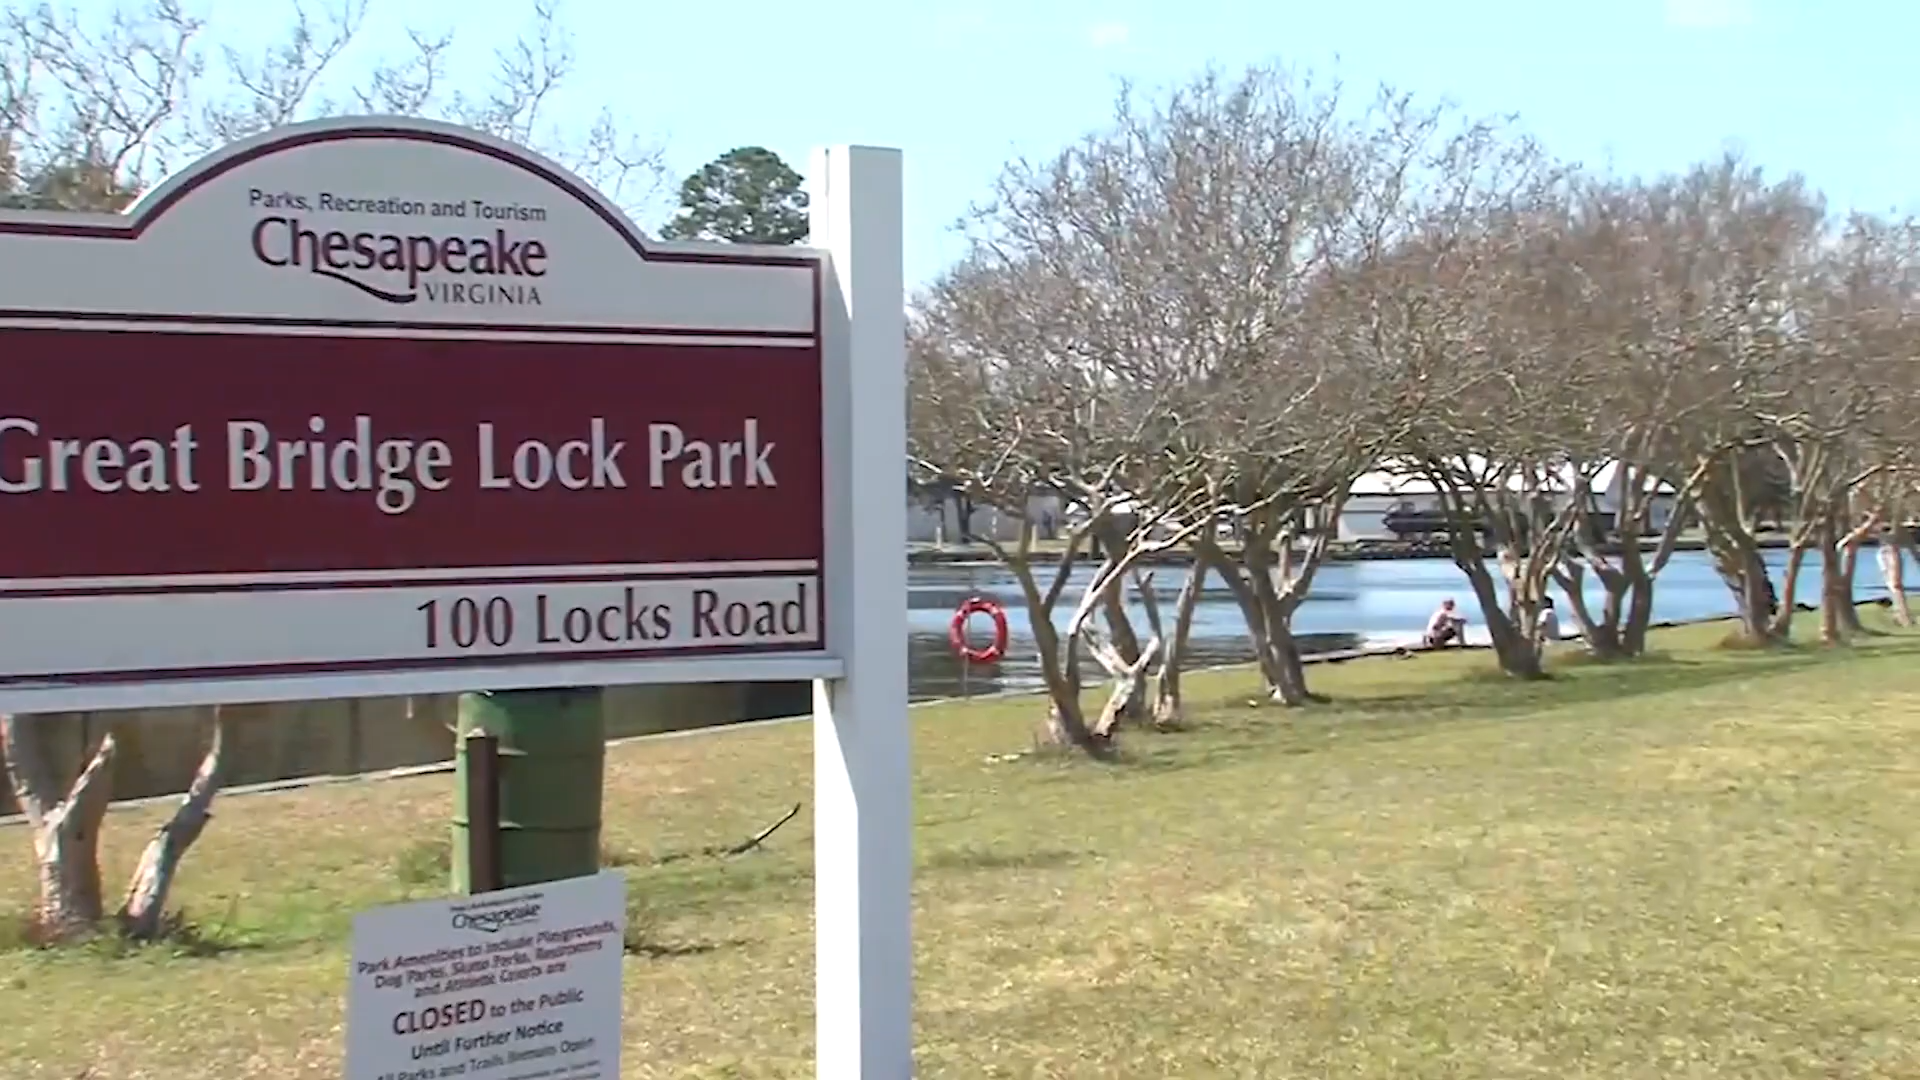 Parks, Recreation and Tourism
Chesapeake
VIRGINIA
Great Bridge Lock Park
100 Locks Road
Chesapeake
Park Amenities to include Playgrounds,
Dog Parks, Skate Parks, Restrooms
and Athletic Courts are
CLOSED to the Public
Until Further Notice
All Parks and Trails Remain Open